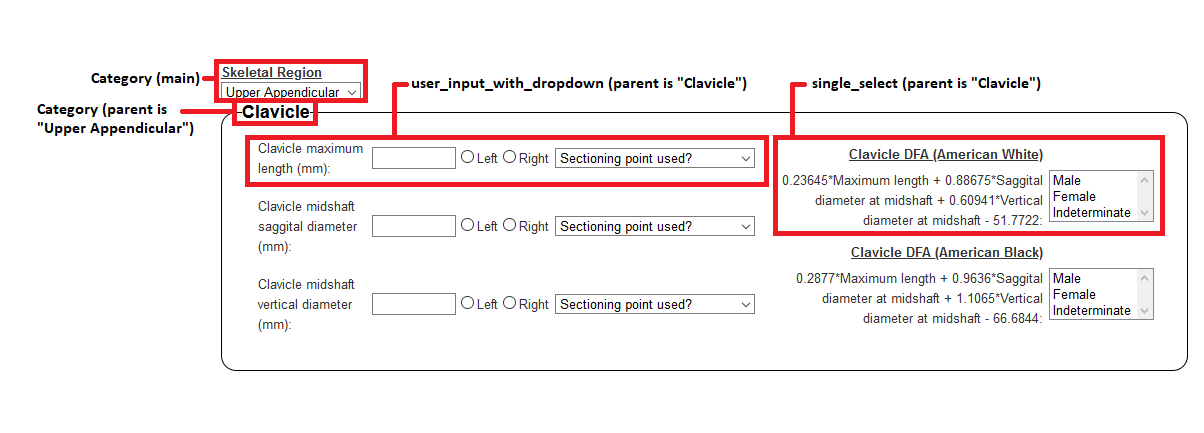 Category (main)
Skeletal Region
Upper Appendicular
user_input_with_dropdown (parent is "Clavicle")
single_select (parent is "Clavicle")
Category (parent is
"Upper Appendicular")
Clavicle
Clavicle maximum
length (mm):
Left Right Sectioning point used?
Clavicle DFA (American White)
0.23645*Maximum length + 0.88675*Saggital
diameter at midshaft + 0.60941*Vertical
diameter at midshaft - 51.7722:
Male
Female
Indeterminate
Clavicle midshaft
saggital diameter
(mm):
Left Right Sectioning point used?
Clavicle DFA (American Black)
0.2877*Maximum length + 0.9636*Saggital
diameter at midshaft + 1.1065*Vertical
diameter at midshaft - 66.6844:
Male
Female
Indeterminate
Clavicle midshaft
vertical diameter
(mm):
Left Right Sectioning point used?